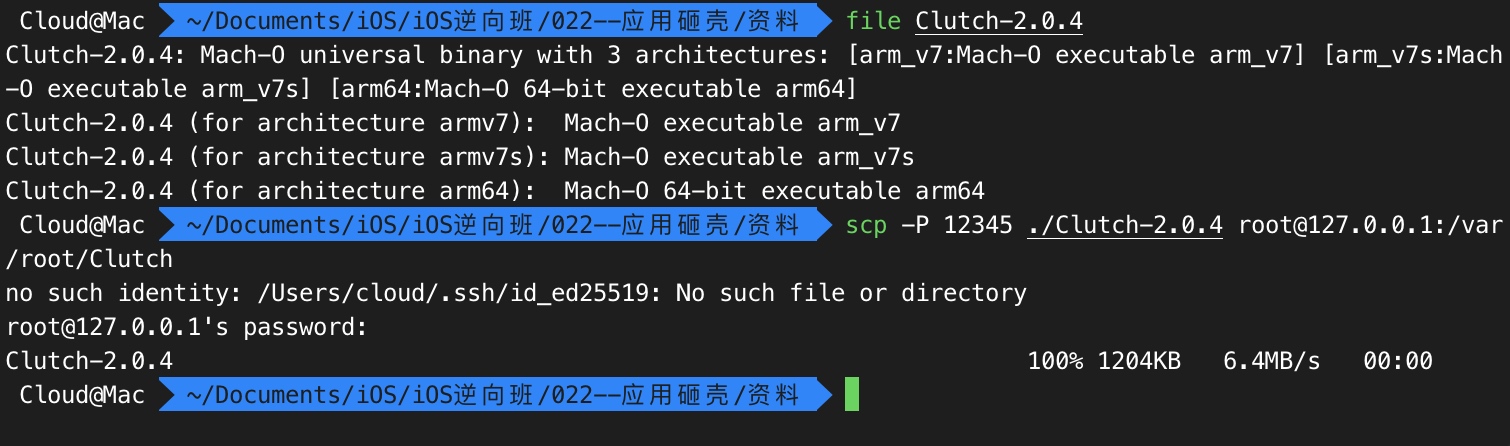 Cloud@Mac ~/Documents/iOS/iOS逆向班/022--应用砸壳/资料 file Clutch-2.0.4
Clutch-2.0.4: Mach-O universal binary with 3 architectures: [arm_v7:Mach-O executable arm_v7] [arm_v7s:Mach
-O executable arm_v7s] [arm64:Mach-O 64-bit executable arm64]
Clutch-2.0.4 (for architecture armv7):  Mach-O executable arm_v7
Clutch-2.0.4 (for architecture armv7s): Mach-O executable arm_v7s
Clutch-2.0.4 (for architecture arm64):  Mach-O 64-bit executable arm64
Cloud@Mac ~/Documents/iOS/iOS逆向班/022--应用砸壳/资料 scp -P 12345 ./Clutch-2.0.4 root@127.0.0.1:/var
/root/Clutch
no such identity: /Users/cloud/.ssh/id_ed25519: No such file or directory
root@127.0.0.1's password:
Clutch-2.0.4 100% 1204KB 6.4MB/s 00:00
Cloud@Mac ~/Documents/iOS/iOS逆向班/022--应用砸壳/资料